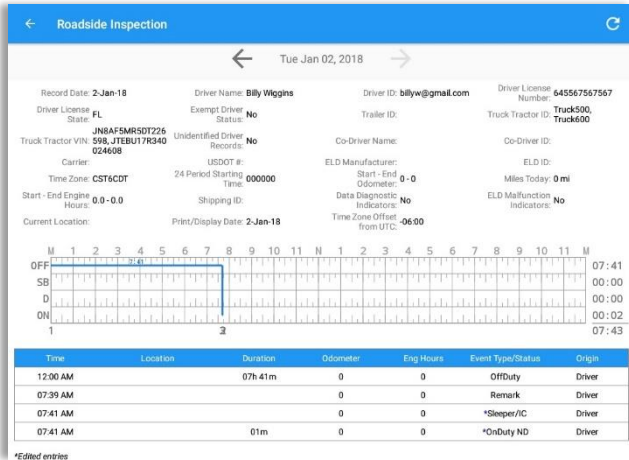 Roadside Inspection
Tue Jan 02, 2018
Record Date: 2-Jan-18 Driver Name: Billy Wiggins Driver ID: billyw@gmail.com Driver License Number: 645567567567
Driver License State: FL Exempt Driver Status: No Trailer ID: Truck Tractor ID: Truck500, Truck600
Truck Tractor VIN: JN8AF5MR5DT226598, JTEBU17R340024608 Unidentified Driver Records: No Co-Driver Name: Co-Driver ID:
Carrier: USDOT #: ELD Manufacturer: ELD ID:
Time Zone: CST6CDT 24 Period Starting Time: 000000 Start - End Odometer: 0 - 0 Miles Today: 0 mi
Start - End Engine Hours: 0.0 - 0.0 Shipping ID: Data Diagnostic Indicators: No ELD Malfunction Indicators: No
Current Location: Print/Display Date: 2-Jan-18 Time Zone Offset from UTC: -06:00
M 1 2 3 4 5 6 7 8 9 10 11 N 1 2 3 4 5 6 7 8 9 10 11 M
OFF 7:41 07:41
SB 00:00
D 00:00
ON 00:02
1 07:43
Time Location Duration Odometer Eng Hours Event Type/Status Origin
12:00 AM 07h 41m 0 0 OffDuty Driver
07:39 AM 0 0 Remark Driver
07:41 AM 0 0 *Sleeper/IC Driver
07:41 AM 01m 0 0 *OnDuty ND Driver
*Edited entries